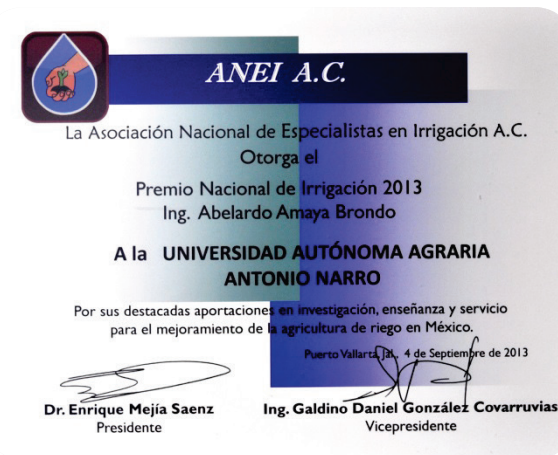 ANEI A.C.
La Asociación Nacional de Especialistas en Irrigación A.C.
Otorga el
Premio Nacional de Irrigación 2013
Ing. Abelardo Amaya Brondo
A la UNIVERSIDAD AUTÓNOMA AGRARIA
ANTONIO NARRO
Por sus destacadas aportaciones en investigación, enseñanza y servicio
para el mejoramiento de la agricultura de riego en México.
Puerto Vallarta, Jal., 4 de Septiembre de 2013
Dr. Enrique Mejía Saenz
Ing. Galdino Daniel González Covarruvias
Presidente
Vicepresidente